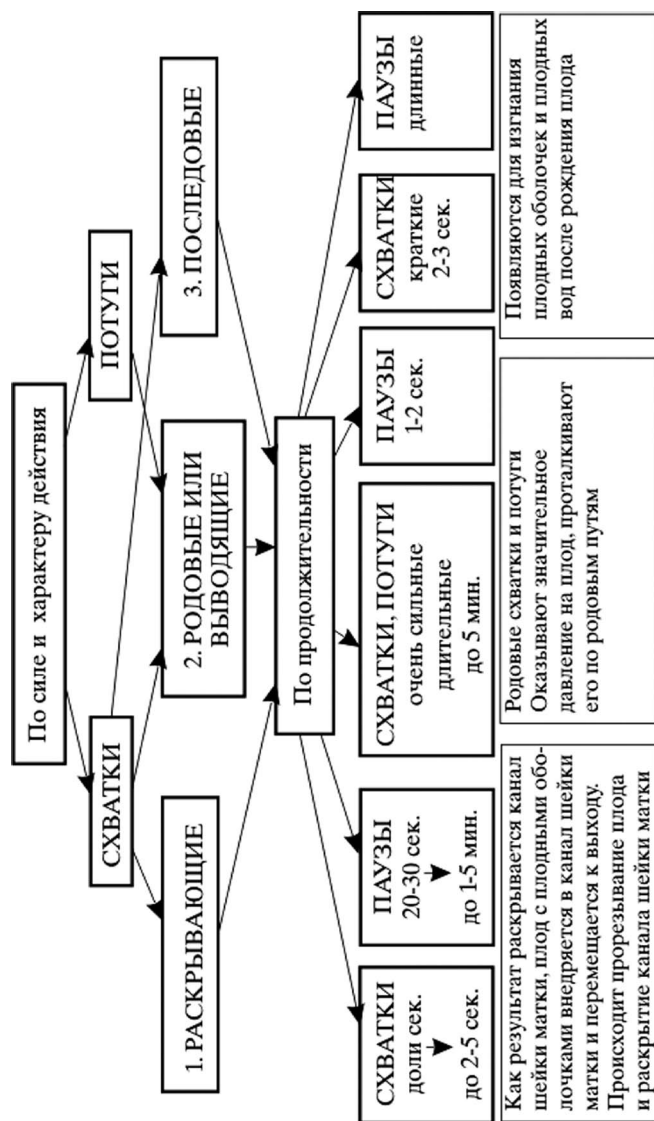 По силе и характеру действия
СХВАТКИ
ПОТУГИ
1. РАСКРЫВАЮЩИЕ
2. РОДОВЫЕ ИЛИ
ВЫВОДЯЩИЕ
3. ПОСЛЕДОВЫЕ
По продолжительности
СХВАТКИ
доли сек.
до 2-5 сек.
ПАУЗЫ
20-30 сек.
до 1-5 мин.
СХВАТКИ, ПОТУГИ
очень сильные
длительные
до 5 мин.
ПАУЗЫ
1-2 сек.
СХВАТКИ
краткие
2-3 сек.
ПАУЗЫ
длинные
Как результат раскрывается канал
шейки матки, плод с плодными обо-
лочками внедряется в канал шейки
матки и перемещается к выходу.
Происходит прорезывание плода
и раскрытие канала шейки матки
Родовые схватки и потуги
Оказывают значительное
давление на плод, проталкивают
его по родовым путям
Появляются для изгнания
плодных оболочек и плодных
вод после рождения плода